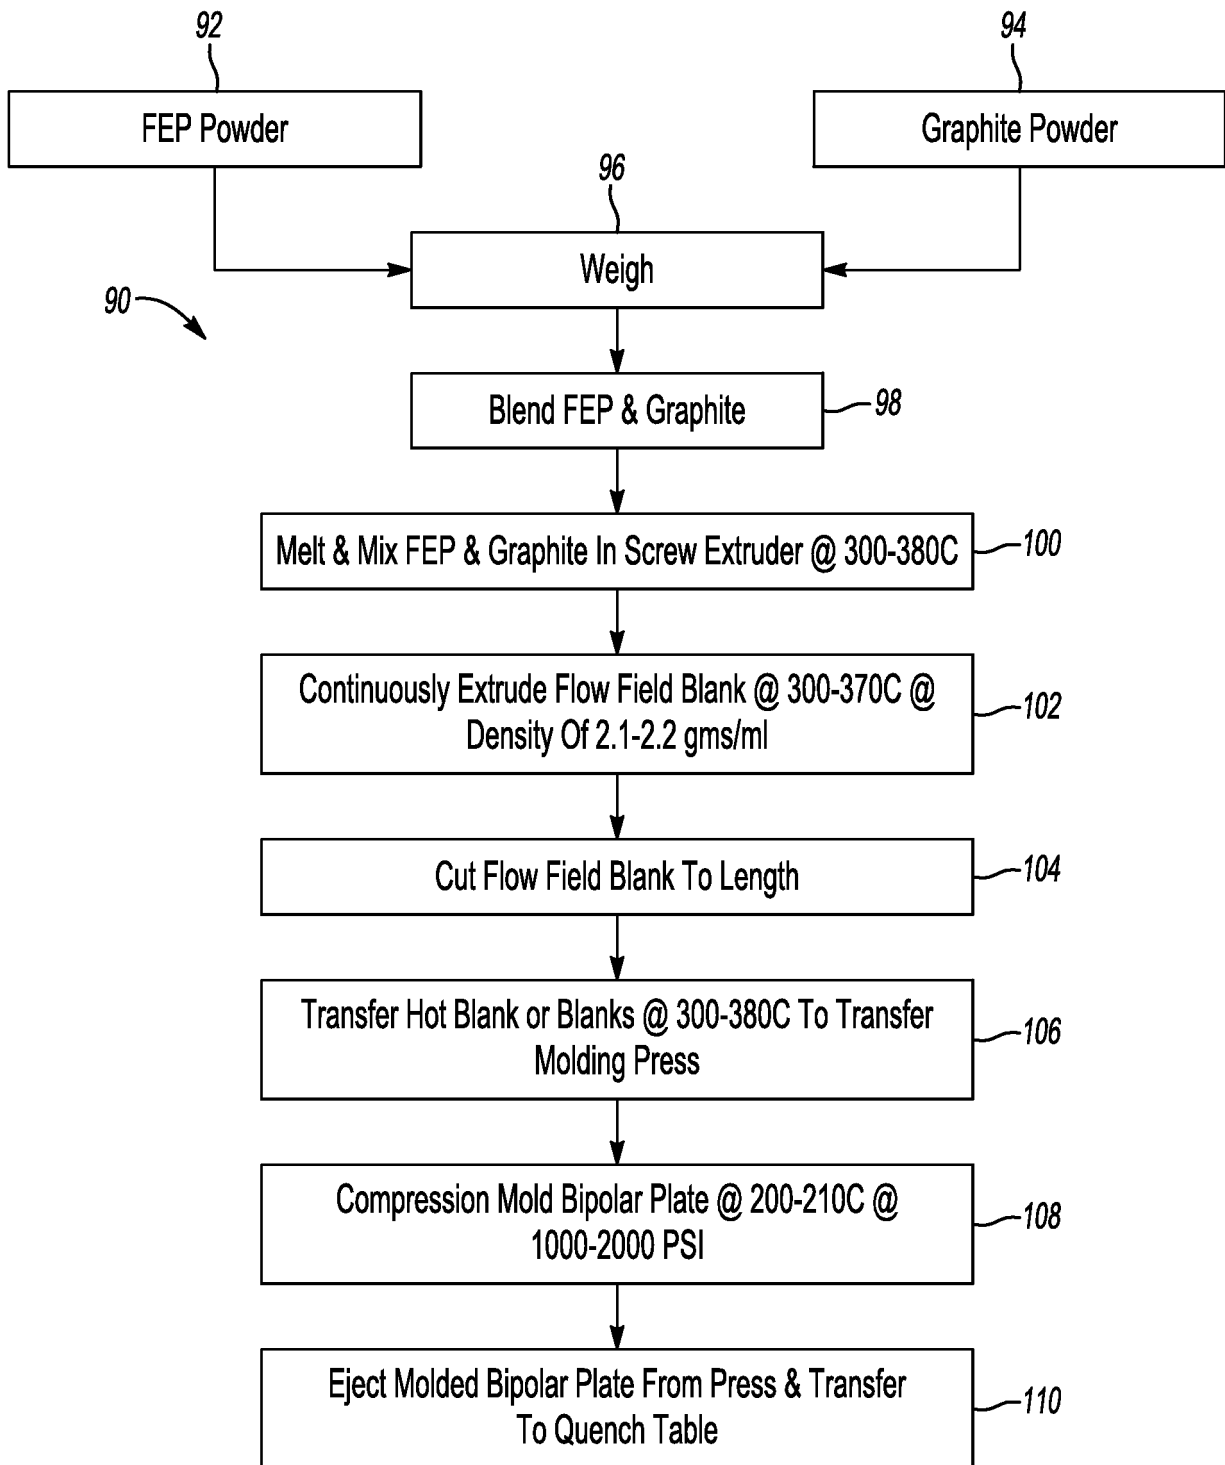 92
94
FEP Powder
Graphite Powder
96
Weigh
90
Blend FEP & Graphite
98
Melt & Mix FEP & Graphite In Screw Extruder @ 300-380C
100
Continuously Extrude Flow Field Blank @ 300-370C @
Density Of 2.1-2.2 gms/ml
102
Cut Flow Field Blank To Length
104
Transfer Hot Blank or Blanks @ 300-380C To Transfer
Molding Press
106
Compression Mold Bipolar Plate @ 200-210C @
1000-2000 PSI
108
Eject Molded Bipolar Plate From Press & Transfer
To Quench Table
110